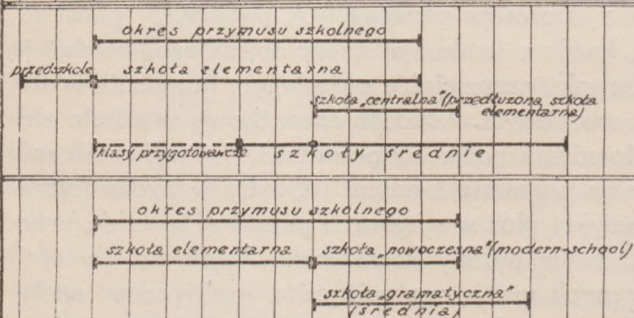 okres przymusu szkolnego
przedszkole szkoła elementarna
szkoła „centralna" (przedłużona szkoła
elementarna)
klasy przygotowawcze szkoły średnie
okres przymusu szkolnego
szkoła elementarna szkoła „nowoczesna" (modern-school)
szkoła „gramatyczna"
(średnia)